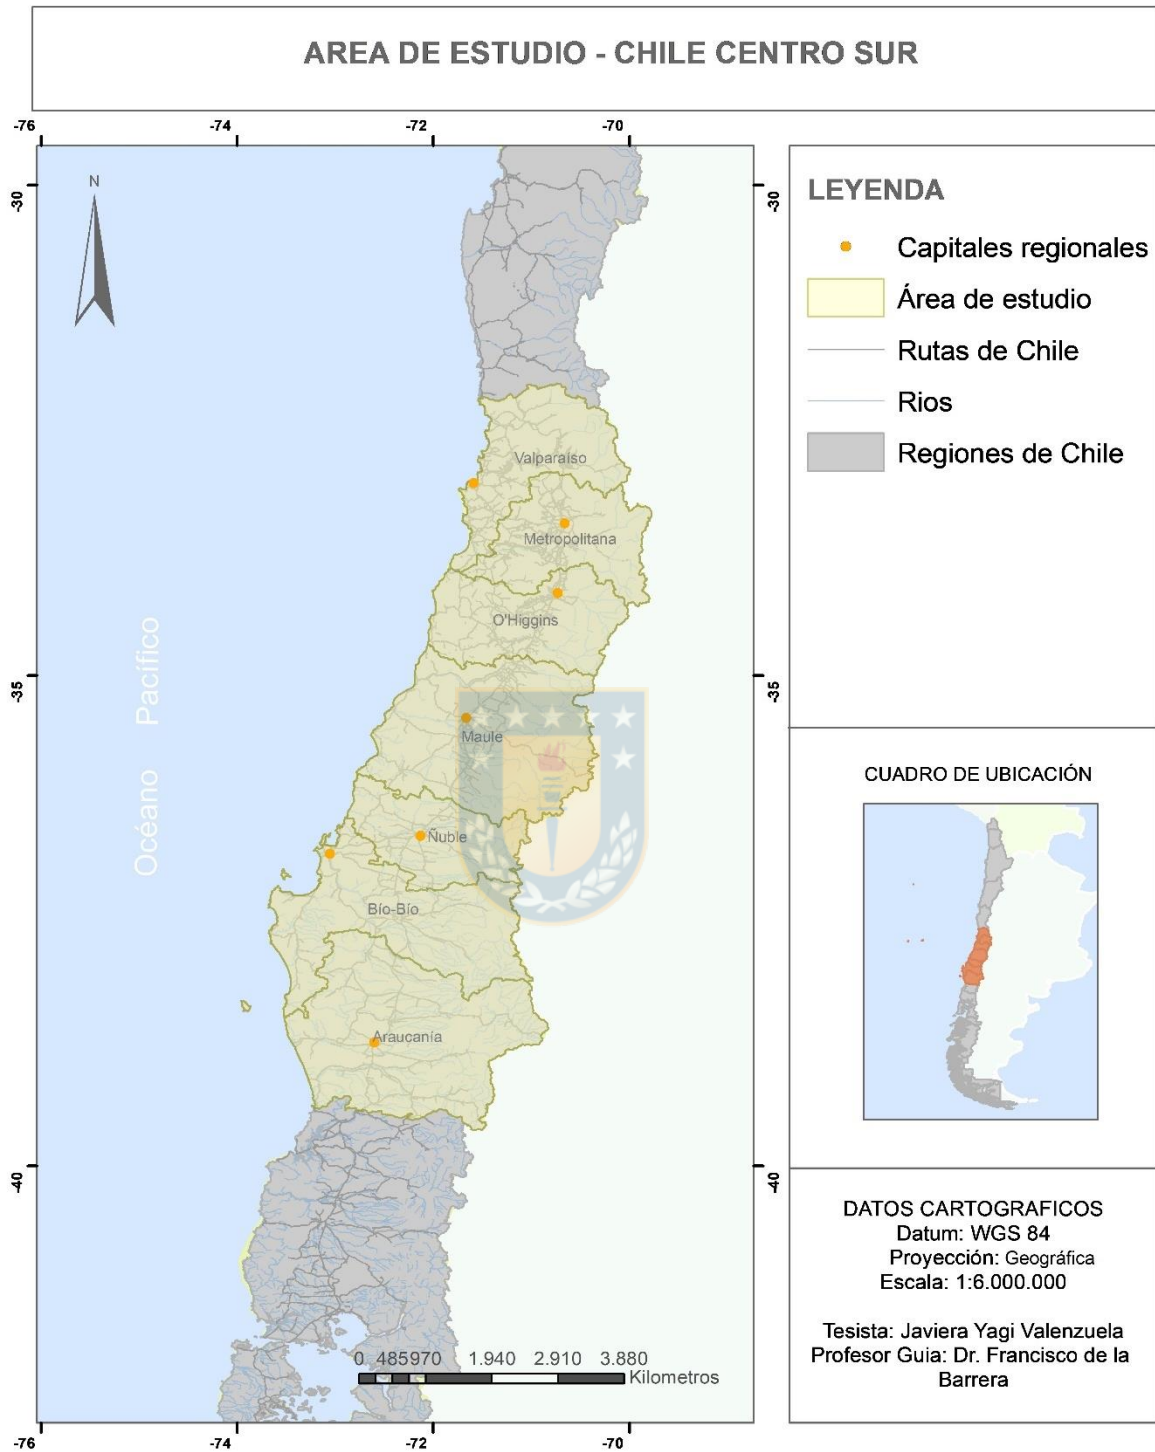 AREA DE ESTUDIO - CHILE CENTRO SUR
-76
-74
-72
-70
N
-30
-30
-35
-35
-40
-40
Valparaíso
Metropolitana
O'Higgins
Maule
Ñuble
Bío-Bío
Araucanía
Océano Pacífico
0 485970 1.940 2.910 3.880
Kilometros
-76
-74
-72
-70
LEYENDA
Capitales regionales
Área de estudio
Rutas de Chile
Rios
Regiones de Chile
CUADRO DE UBICACIÓN
DATOS CARTOGRAFICOS
Datum: WGS 84
Proyección: Geográfica
Escala: 1:6.000.000
Tesista: Javiera Yagi Valenzuela
Profesor Guia: Dr. Francisco de la
Barrera